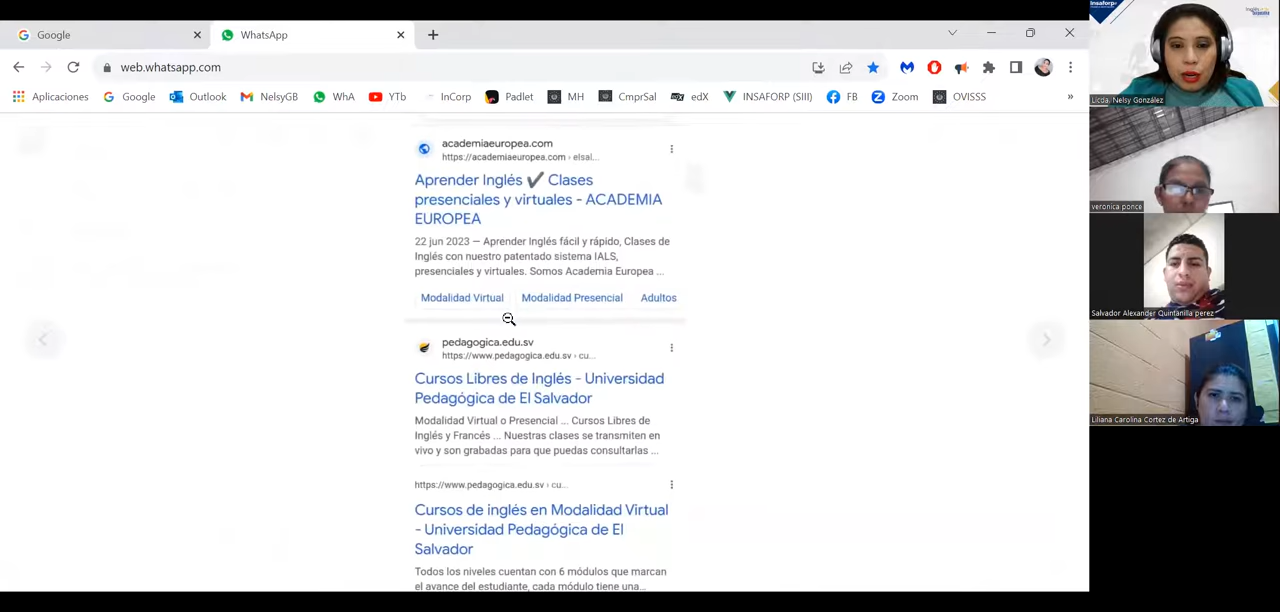 Google
WhatsApp
web.whatsapp.com
Aplicaciones
Google
Outlook
NelsyGB
WhA
YTb
InCorp
Padlet
MH
CmprSal
edX
INSAFORP (SIII)
FB
Zoom
OVISSS
»
academiaeuropea.com
https://academiaeuropea.com › elsal...
Aprender Inglés ✔ Clases
presenciales y virtuales - ACADEMIA
EUROPEA
22 jun 2023 — Aprender Inglés fácil y rápido, Clases de
Inglés con nuestro patentado sistema IALS,
presenciales y virtuales. Somos Academia Europea ...
Modalidad Virtual
Modalidad Presencial
Adultos
pedagogica.edu.sv
https://www.pedagogica.edu.sv › cu...
Cursos Libres de Inglés - Universidad
Pedagógica de El Salvador
Modalidad Virtual o Presencial ... Cursos Libres de
Inglés y Francés ... Nuestras clases se transmiten en
vivo y son grabadas para que puedas consultarlas ...
https://www.pedagogica.edu.sv › cu...
Cursos de inglés en Modalidad Virtual
- Universidad Pedagógica de El
Salvador
Todos los niveles cuentan con 6 módulos que marcan
el avance del estudiante, cada módulo tiene una...
Insaforp
Licda. Nelsy González
veronica ponce
Salvador Alexander Quintanilla perez
Liliana Carolina Cortez de Artiga